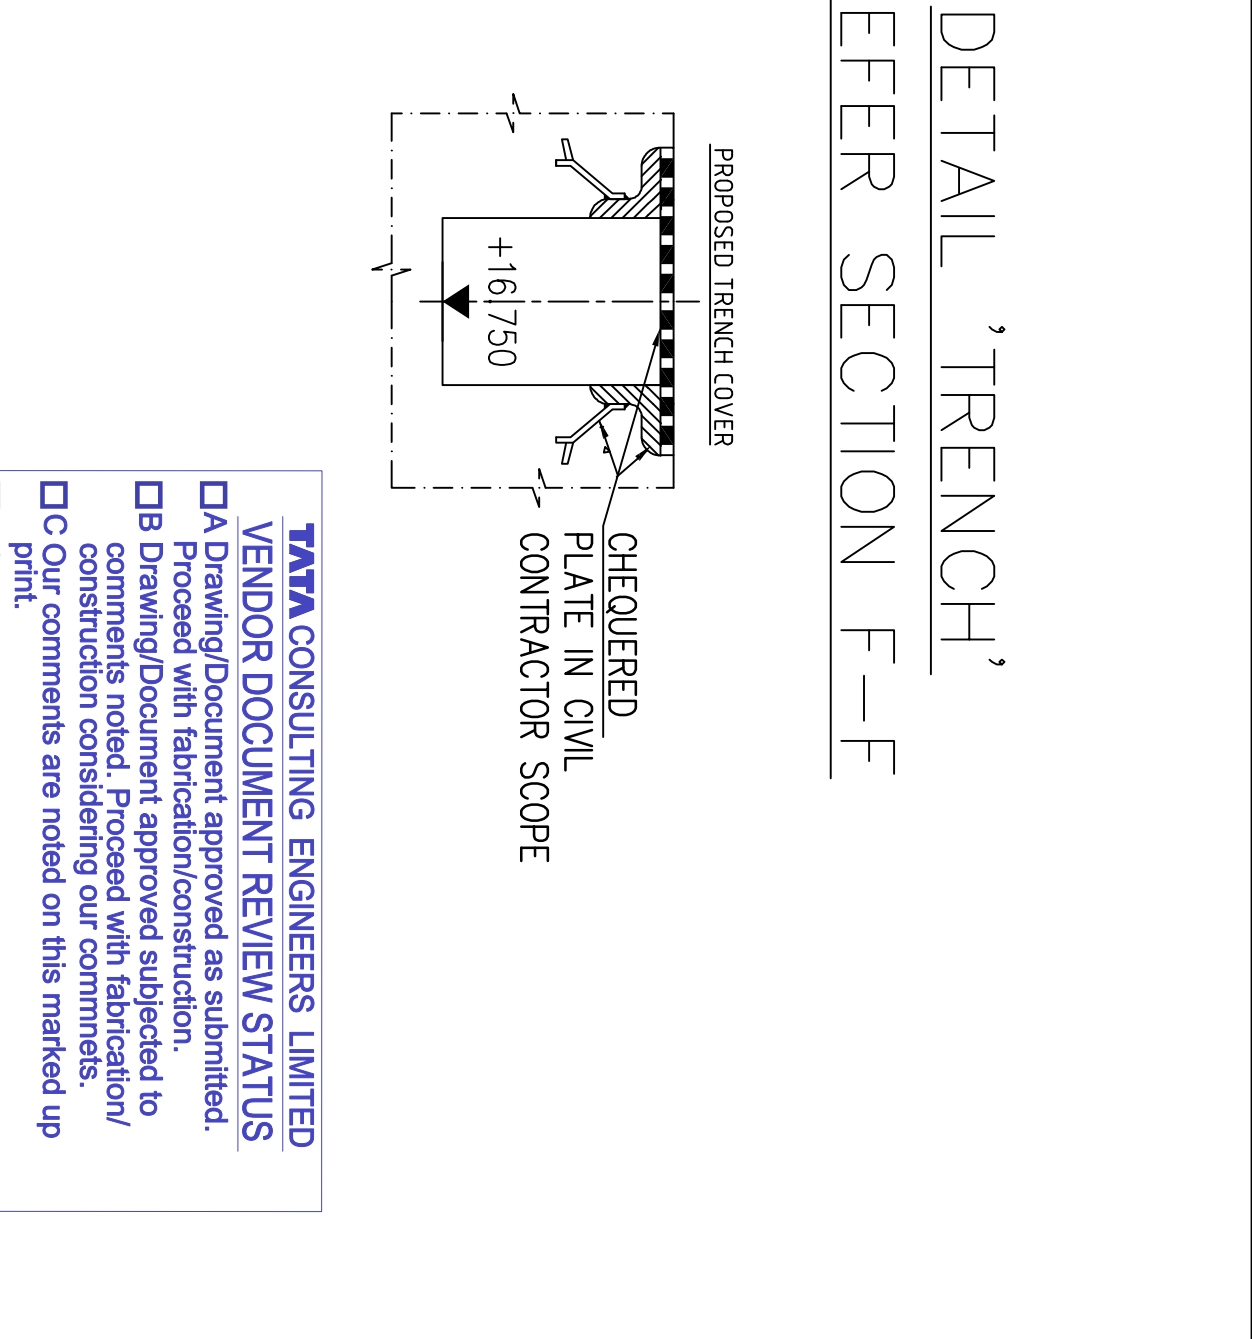 DETAIL 'TRENCH'
EFER SECTION F—F
PROPOSED TRENCH COVER
+16.750
CHEQUERED
PLATE IN CIVIL
CONTRACTOR SCOPE
TATA CONSULTING ENGINEERS LIMITED
VENDOR DOCUMENT REVIEW STATUS
A Drawing/Document approved as submitted.
Proceed with fabrication/construction.
B Drawing/Document approved subjected to
comments noted. Proceed with fabrication/
construction considering our commnets.
C Our comments are noted on this marked up
print.